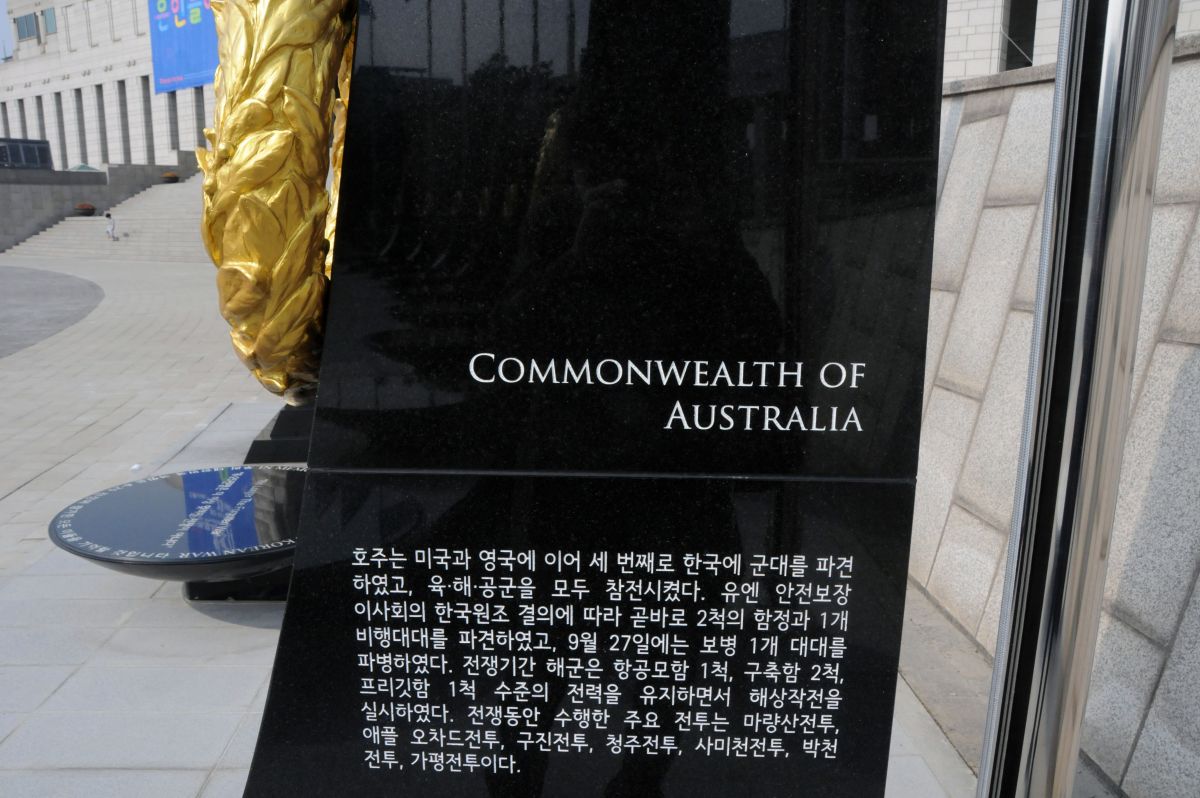 COMMONWEALTH OF
AUSTRALIA
호주는 미국과 영국에 이어 세 번째로 한국에 군대를 파견
하였고, 육·해·공군을 모두 참전시켰다. 유엔 안전보장
이사회의 한국원조 결의에 따라 곧바로 2척의 함정과 1개
비행대대를 파견하였고, 9월 27일에는 보병 1개 대대를
파병하였다. 전쟁기간 해군은 항공모함 1척, 구축함 2척,
프리깃함 1척 수준의 전력을 유지하면서 해상작전을
실시하였다. 전쟁동안 수행한 주요 전투는 마량산전투,
애플 오차드전투, 구진전투, 청주전투, 사미천전투, 박천
전투, 가평전투이다.
KOREAN WAR